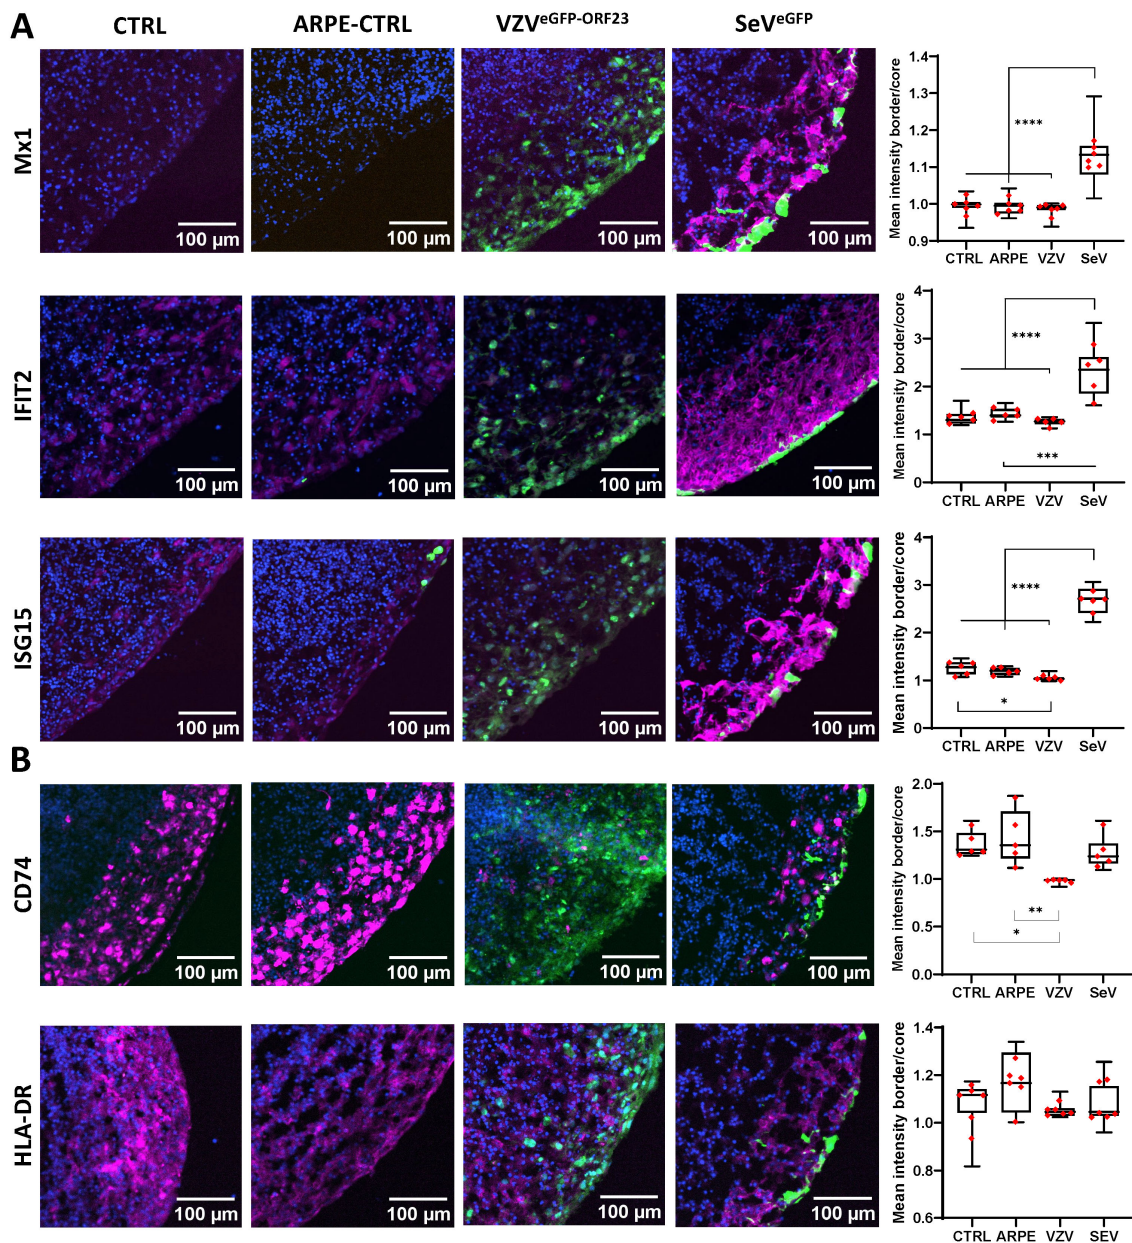 A
CTRL
ARPE-CTRL
VZVeGFP-ORF23
SeVeGFP
Mx1
100 µm
100 µm
100 µm
100 µm
Mean intensity border/core
1.4
1.3
1.2
1.1
1.0
0.9
****
CTRL ARPE VZV SeV
IFIT2
100 µm
100 µm
100 µm
100 µm
Mean intensity border/core
4
3
2
1
0
****
***
CTRL ARPE VZV SeV
ISG15
100 µm
100 µm
100 µm
100 µm
Mean intensity border/core
4
3
2
1
0
****
*
CTRL ARPE VZV SeV
B
CD74
100 µm
100 µm
100 µm
100 µm
Mean intensity border/core
2.0
1.5
1.0
0.5
0.0
**
*
CTRL ARPE VZV SeV
HLA-DR
100 µm
100 µm
100 µm
100 µm
Mean intensity border/core
1.4
1.2
1.0
0.8
0.6
CTRL ARPE VZV SEV